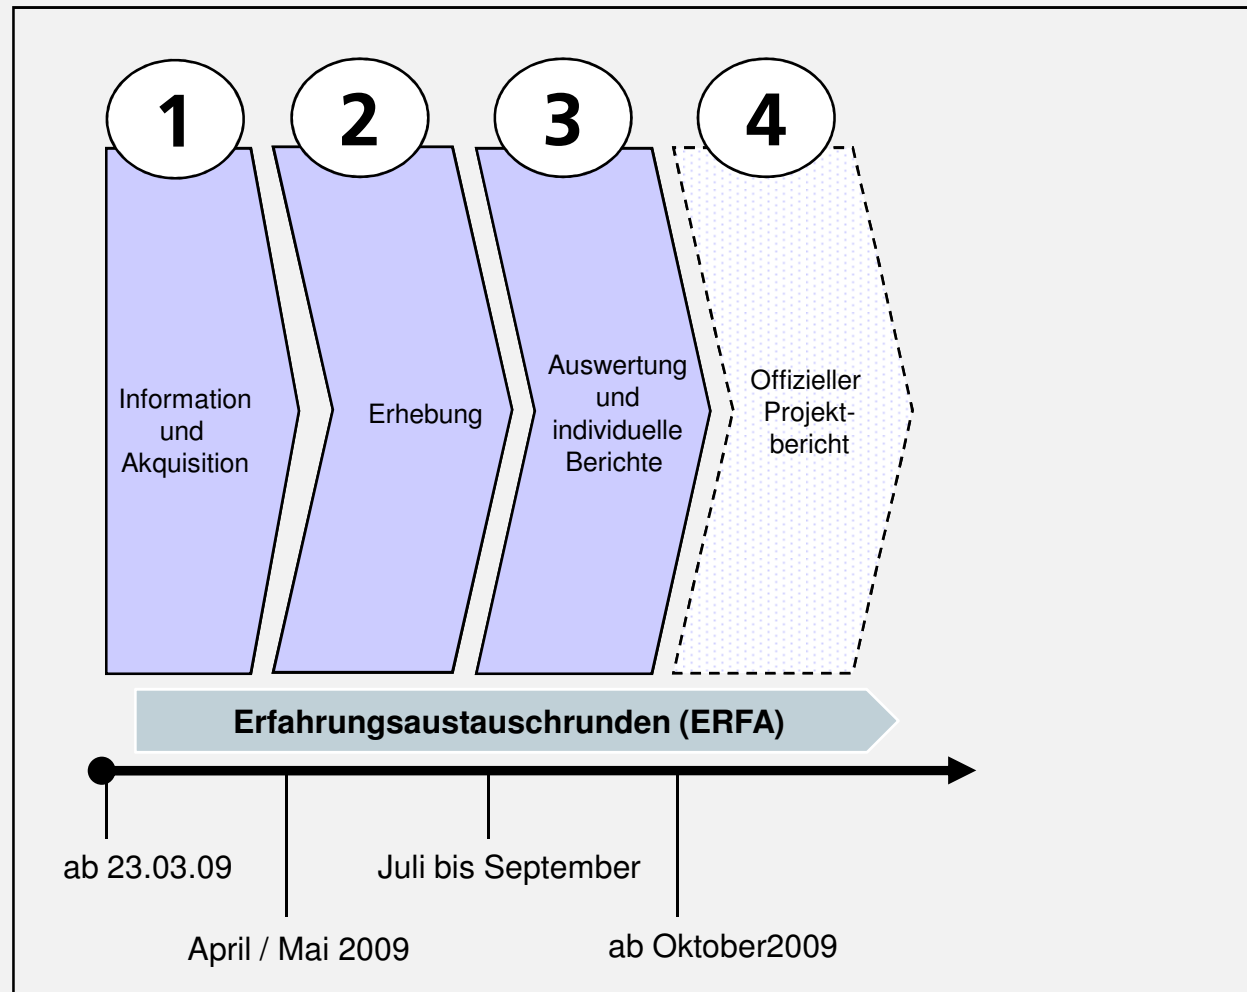 1
2
3
4
Information
und
Akquisition
Erhebung
Auswertung
und
individuelle
Berichte
Offizieller
Projekt-
bericht
Erfahrungsaustauschrunden (ERFA)
ab 23.03.09
Juli bis September
April / Mai 2009
ab Oktober2009